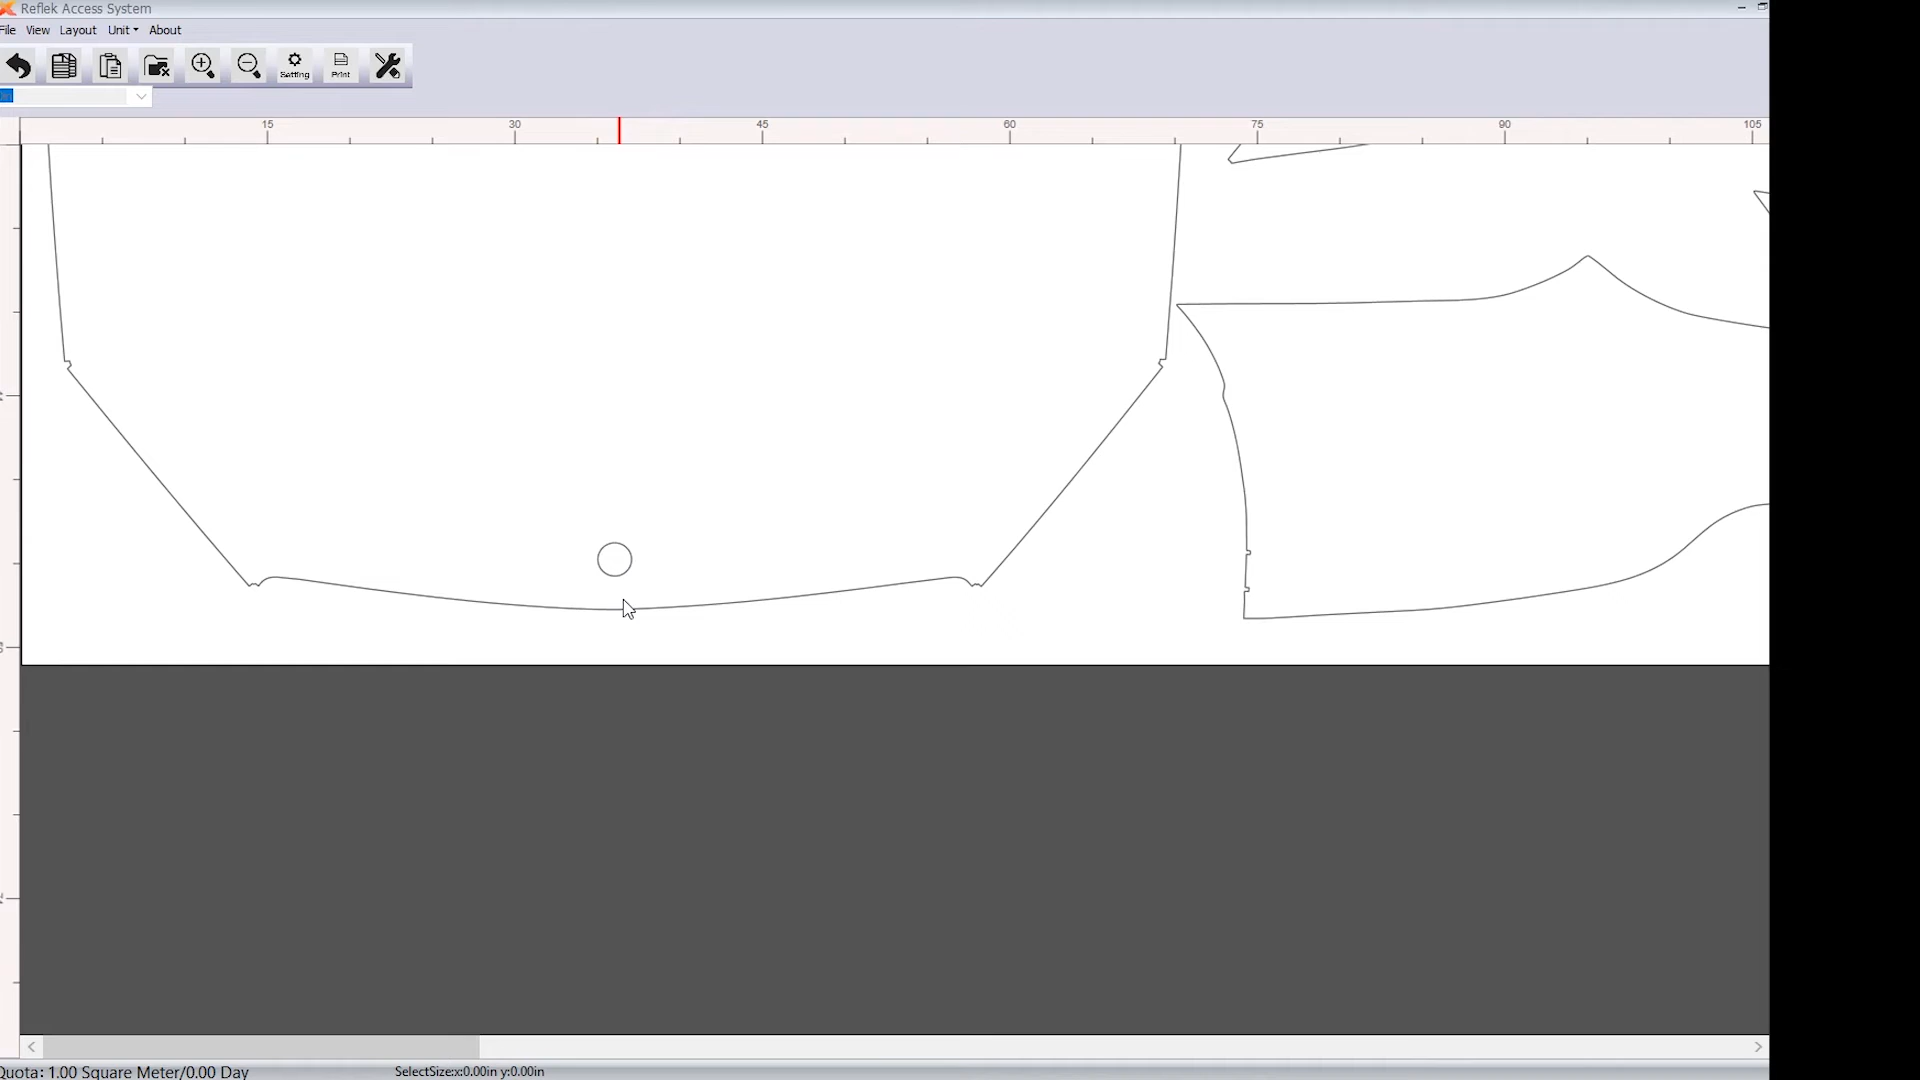 Reflek Access System
File View Layout Unit About
Setting Print
15 30 45 60 75 90 105
Quota: 1.00 Square Meter/0.00 Day SelectSize:x:0.00in y:0.00in